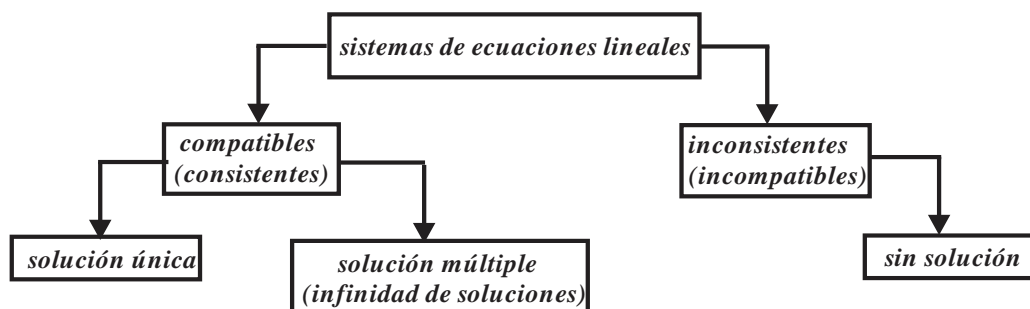 sistemas de ecuaciones lineales
compatibles
(consistentes)
inconsistentes
(incompatibles)
solución única
solución múltiple
(infinidad de soluciones)
sin solución